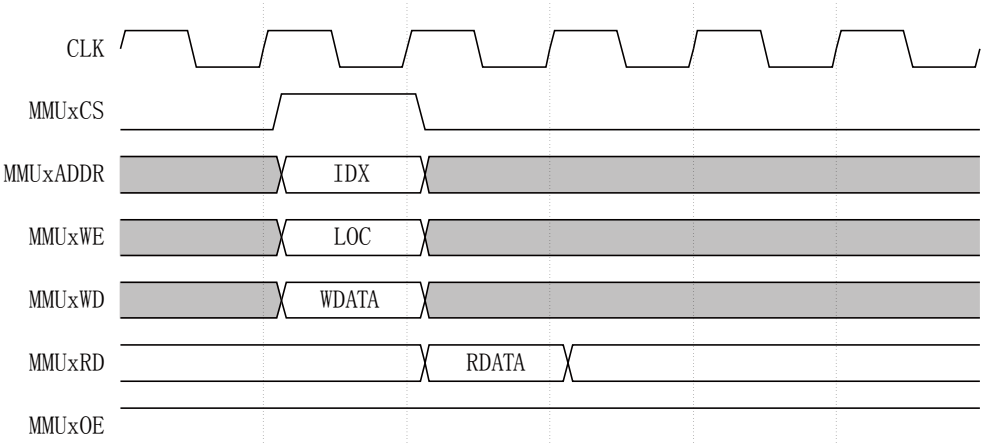 CLK
MMUxCS
MMUxADDR IDX
MMUxWE LOC
MMUxWD WDATA
MMUxRD RDATA
MMUxOE